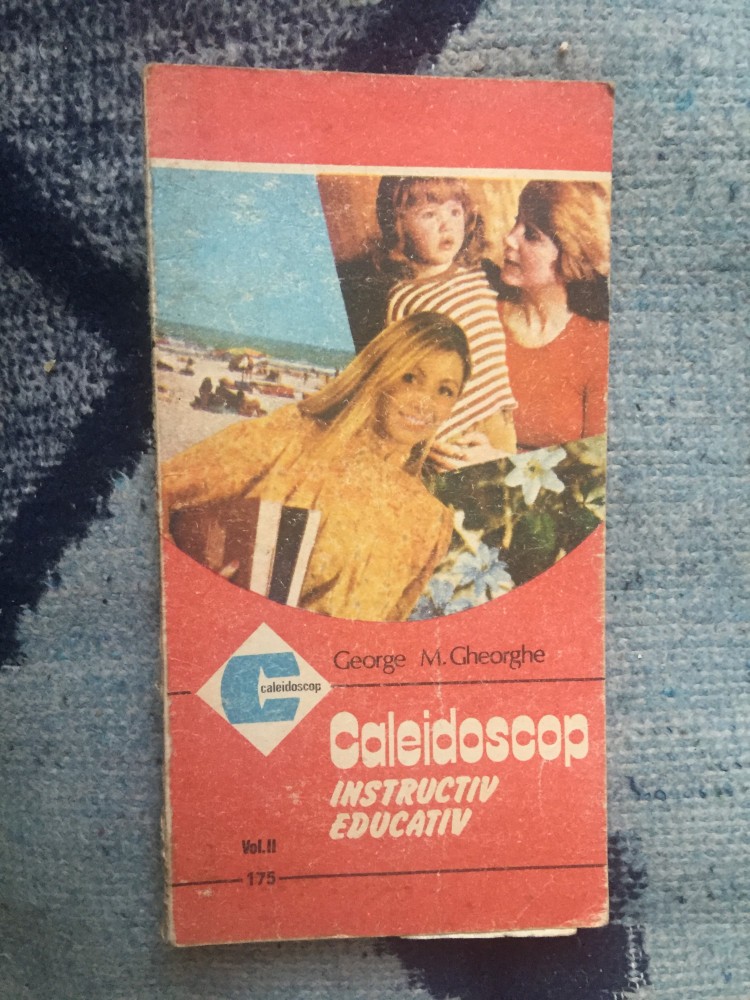 George M. Gheorghe
caleidoscop
Caleidoscop
INSTRUCTIV
EDUCATIV
Vol.II
175